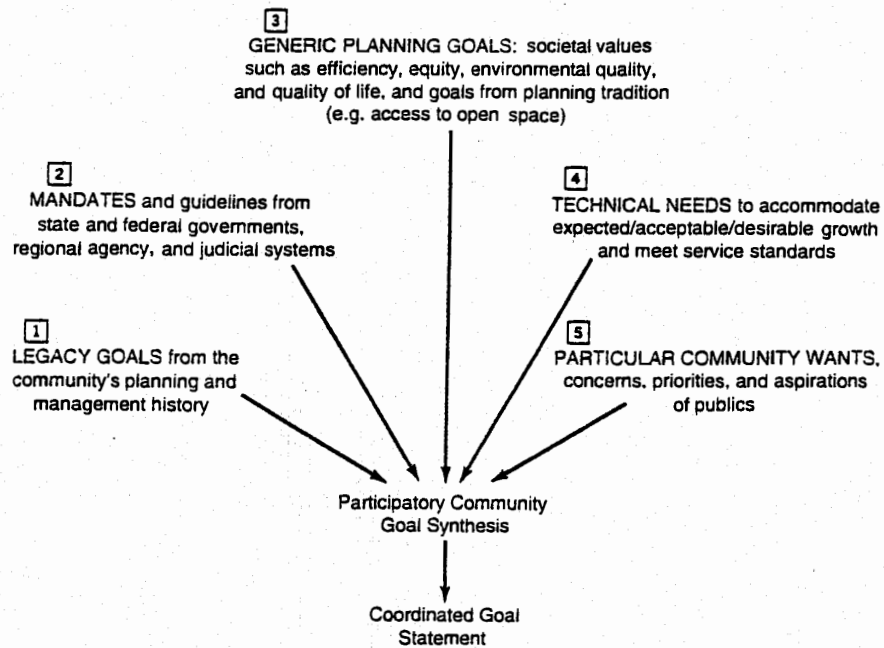 3
GENERIC PLANNING GOALS: societal values
such as efficiency, equity, environmental quality,
and quality of life, and goals from planning tradition
(e.g. access to open space)
2
MANDATES and guidelines from
state and federal governments,
regional agency, and judicial systems
4
TECHNICAL NEEDS to accommodate
expected/acceptable/desirable growth
and meet service standards
1
LEGACY GOALS from the
community's planning and
management history
5
PARTICULAR COMMUNITY WANTS,
concerns, priorities, and aspirations
of publics
Participatory Community
Goal Synthesis
Coordinated Goal
Statement